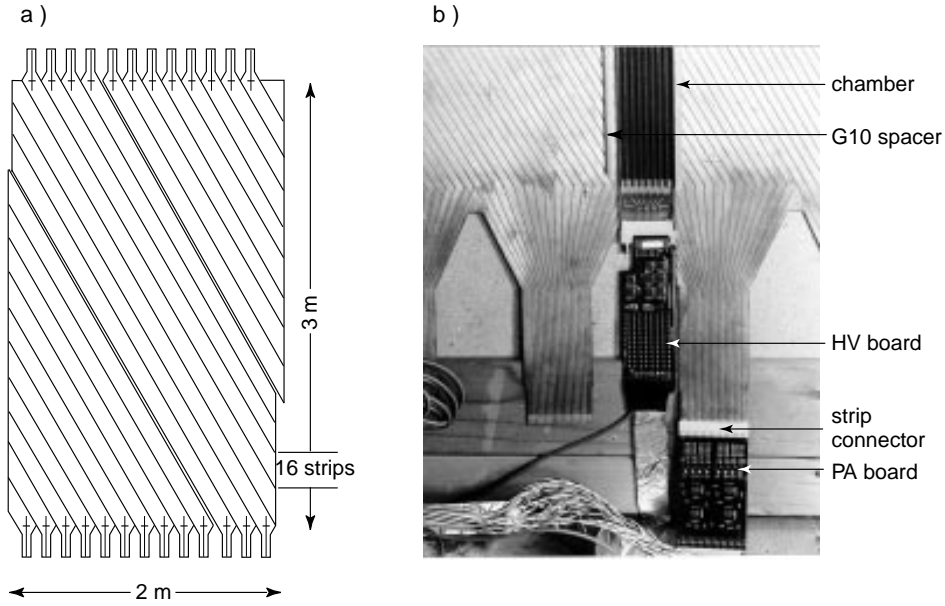 a )
3 m
16 strips
2 m
b )
chamber
G10 spacer
HV board
strip
connector
PA board